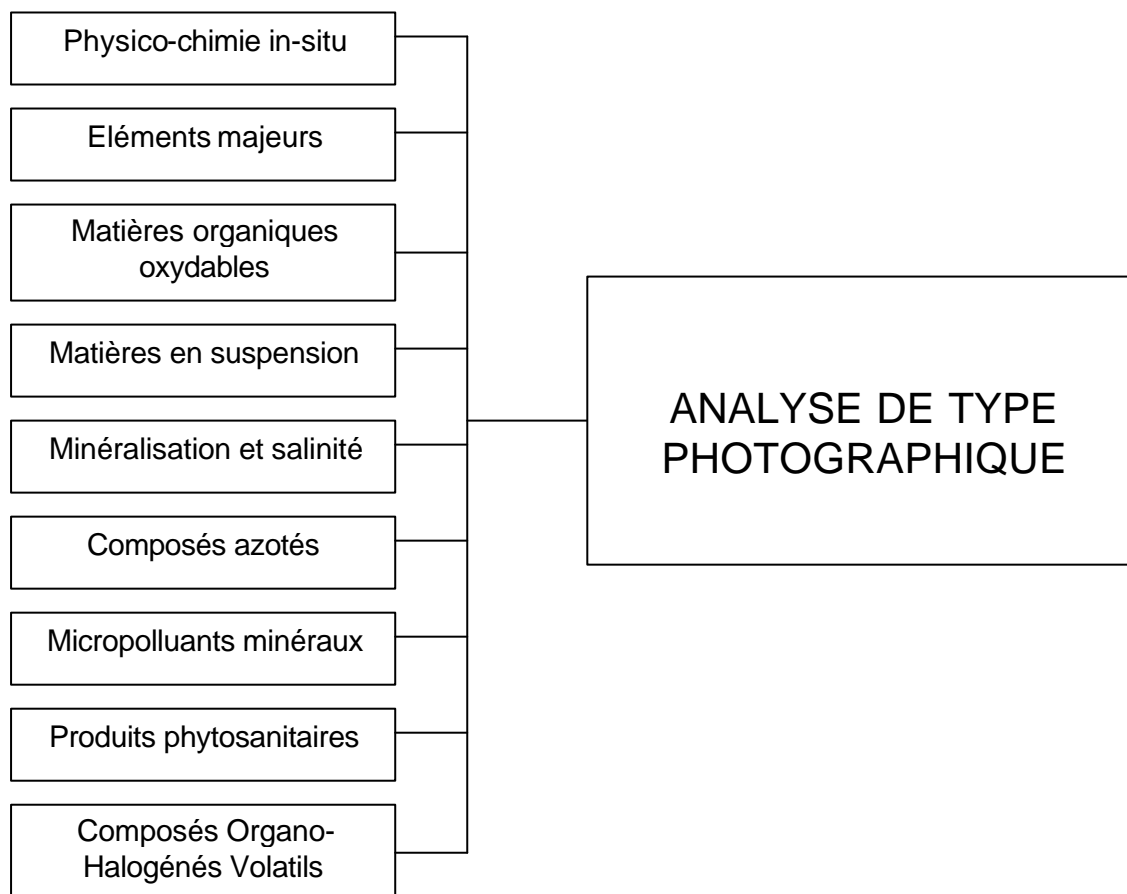 Physico-chimie in-situ
Eléments majeurs
Matières organiques
oxydables
Matières en suspension
Minéralisation et salinité
Composés azotés
Micropolluants minéraux
Produits phytosanitaires
Composés Organo-
Halogénés Volatils
ANALYSE DE TYPE
PHOTOGRAPHIQUE